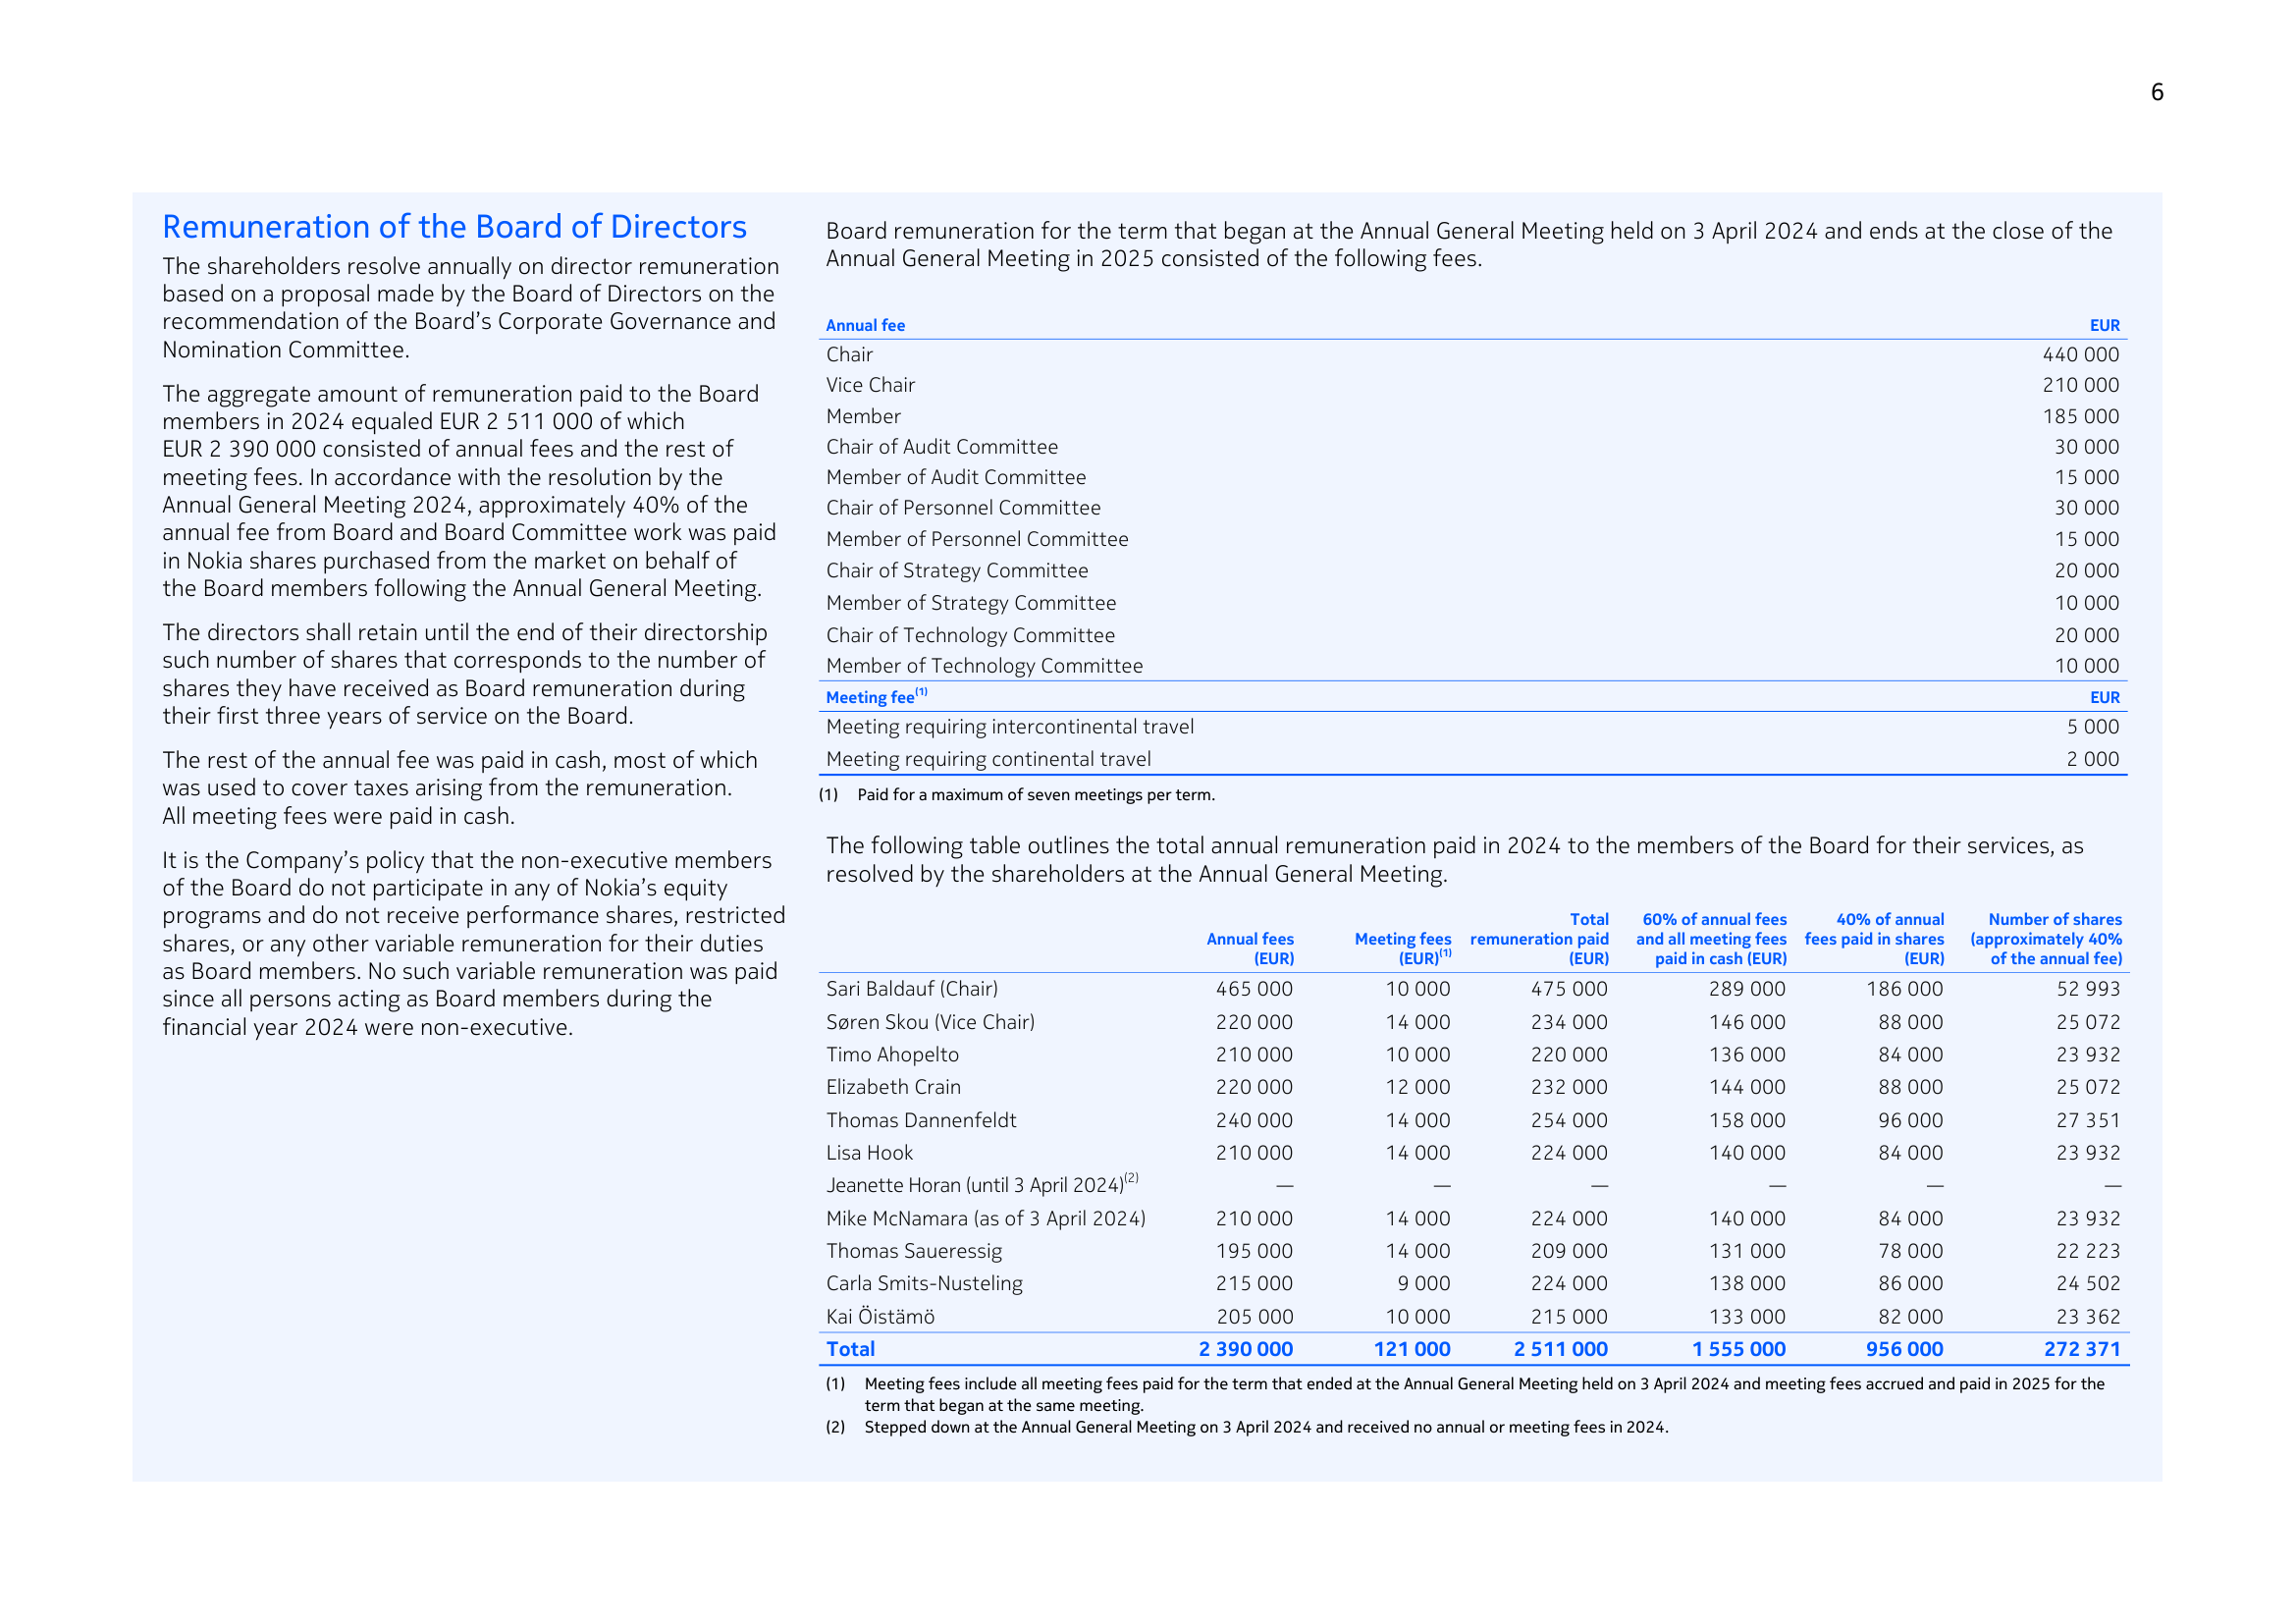 6
Remuneration of the Board of Directors
The shareholders resolve annually on director remuneration
based on a proposal made by the Board of Directors on the
recommendation of the Board’s Corporate Governance and
Nomination Committee.
The aggregate amount of remuneration paid to the Board
members in 2024 equaled EUR 2 511 000 of which
EUR 2 390 000 consisted of annual fees and the rest of
meeting fees. In accordance with the resolution by the
Annual General Meeting 2024, approximately 40% of the
annual fee from Board and Board Committee work was paid
in Nokia shares purchased from the market on behalf of
the Board members following the Annual General Meeting.
The directors shall retain until the end of their directorship
such number of shares that corresponds to the number of
shares they have received as Board remuneration during
their first three years of service on the Board.
The rest of the annual fee was paid in cash, most of which
was used to cover taxes arising from the remuneration.
All meeting fees were paid in cash.
It is the Company’s policy that the non-executive members
of the Board do not participate in any of Nokia’s equity
programs and do not receive performance shares, restricted
shares, or any other variable remuneration for their duties
as Board members. No such variable remuneration was paid
since all persons acting as Board members during the
financial year 2024 were non-executive.
Board remuneration for the term that began at the Annual General Meeting held on 3 April 2024 and ends at the close of the
Annual General Meeting in 2025 consisted of the following fees.
Annual fee EUR
Chair 440 000
Vice Chair 210 000
Member 185 000
Chair of Audit Committee 30 000
Member of Audit Committee 15 000
Chair of Personnel Committee 30 000
Member of Personnel Committee 15 000
Chair of Strategy Committee 20 000
Member of Strategy Committee 10 000
Chair of Technology Committee 20 000
Member of Technology Committee 10 000
Meeting fee(1) EUR
Meeting requiring intercontinental travel 5 000
Meeting requiring continental travel 2 000
(1) Paid for a maximum of seven meetings per term.
The following table outlines the total annual remuneration paid in 2024 to the members of the Board for their services, as
resolved by the shareholders at the Annual General Meeting.
Total 60% of annual fees 40% of annual Number of shares
Annual fees Meeting fees remuneration paid and all meeting fees fees paid in shares (approximately 40%
(EUR) (EUR)(1) (EUR) paid in cash (EUR) (EUR) of the annual fee)
Sari Baldauf (Chair) 465 000 10 000 475 000 289 000 186 000 52 993
Søren Skou (Vice Chair) 220 000 14 000 234 000 146 000 88 000 25 072
Timo Ahopelto 210 000 10 000 220 000 136 000 84 000 23 932
Elizabeth Crain 220 000 12 000 232 000 144 000 88 000 25 072
Thomas Dannenfeldt 240 000 14 000 254 000 158 000 96 000 27 351
Lisa Hook 210 000 14 000 224 000 140 000 84 000 23 932
Jeanette Horan (until 3 April 2024)(2) — — — — — —
Mike McNamara (as of 3 April 2024) 210 000 14 000 224 000 140 000 84 000 23 932
Thomas Saueressig 195 000 14 000 209 000 131 000 78 000 22 223
Carla Smits-Nusteling 215 000 9 000 224 000 138 000 86 000 24 502
Kai Öistämö 205 000 10 000 215 000 133 000 82 000 23 362
Total 2 390 000 121 000 2 511 000 1 555 000 956 000 272 371
(1) Meeting fees include all meeting fees paid for the term that ended at the Annual General Meeting held on 3 April 2024 and meeting fees accrued and paid in 2025 for the
term that began at the same meeting.
(2) Stepped down at the Annual General Meeting on 3 April 2024 and received no annual or meeting fees in 2024.